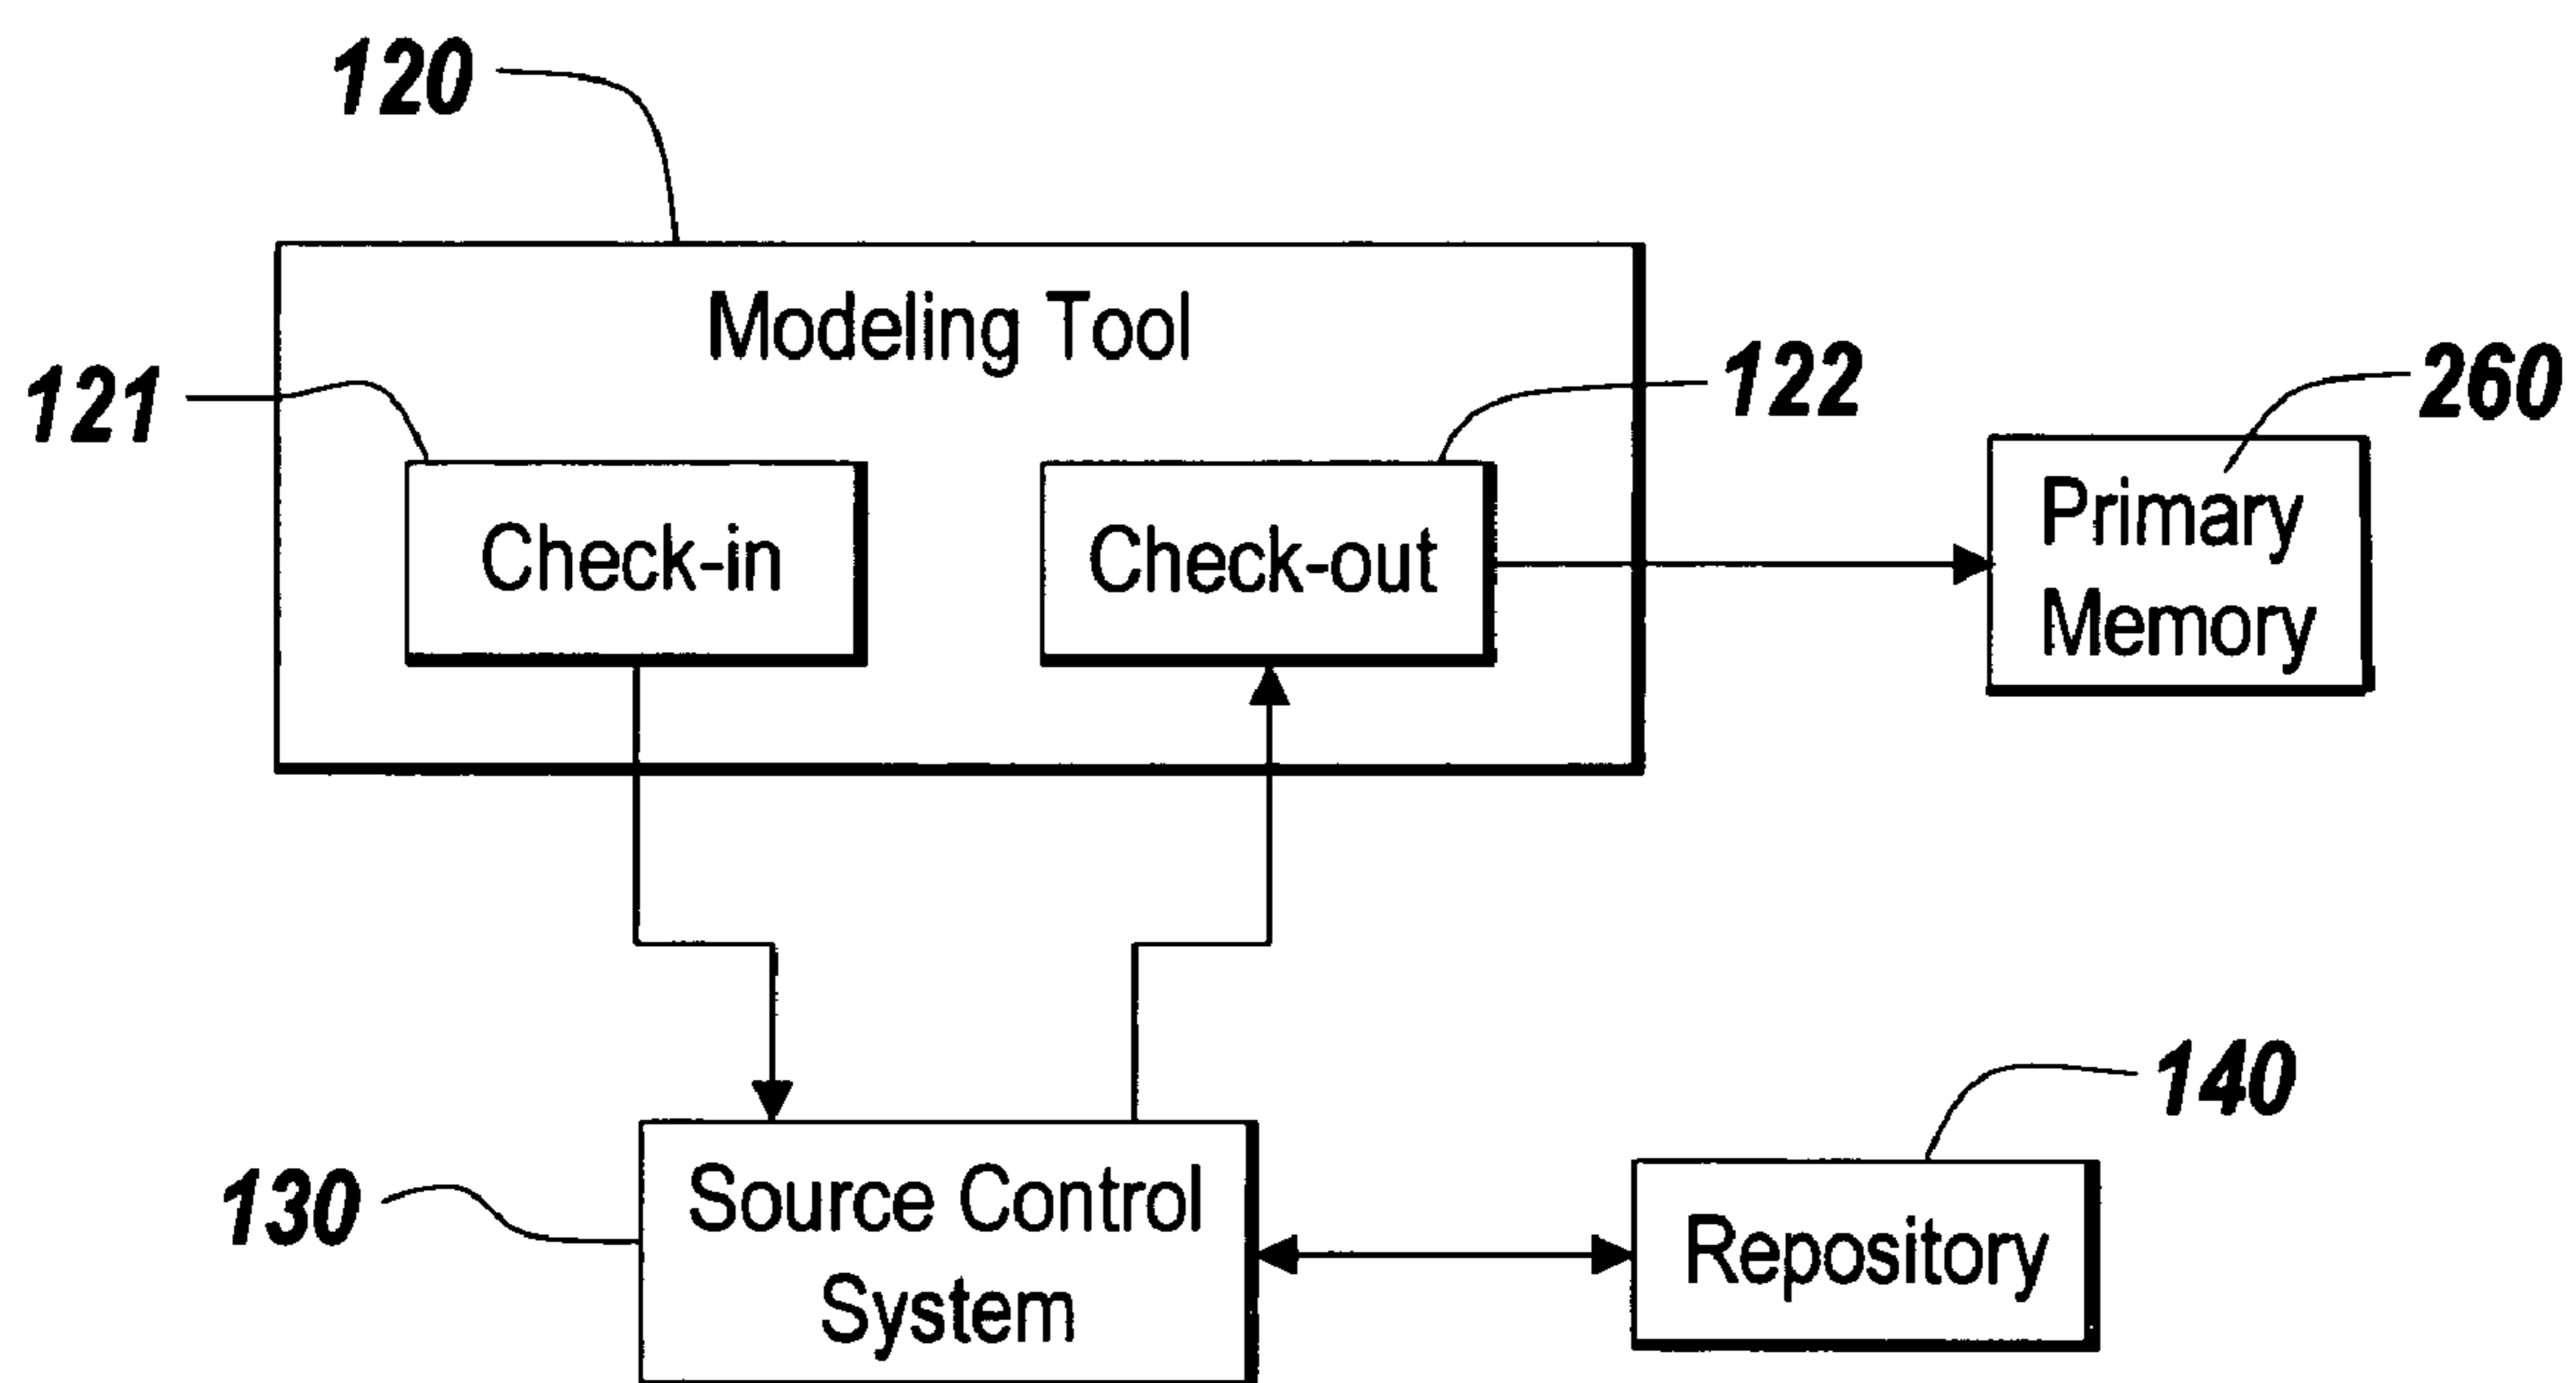 120
Modeling Tool
121
122
260
Check-in
Check-out
Primary
Memory
140
130
Source Control
System
Repository